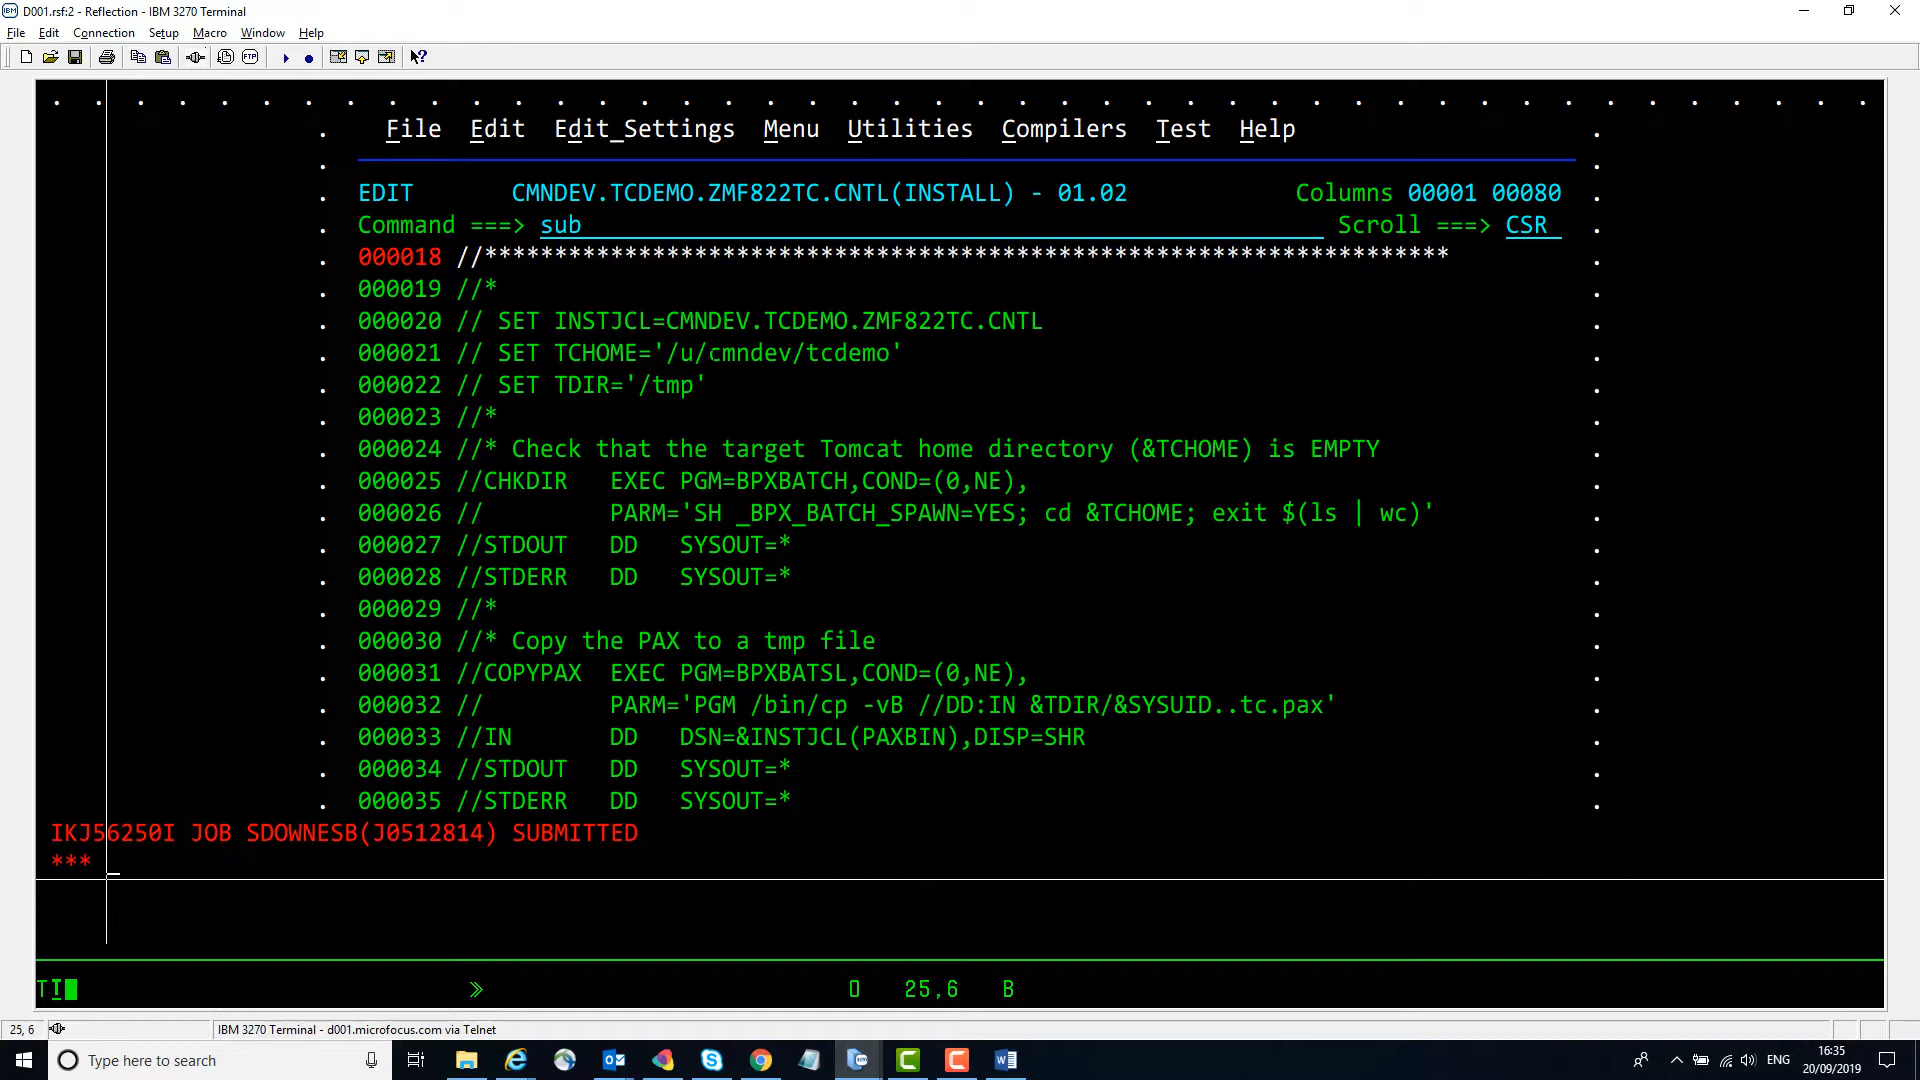 D001.rsf:2 - Reflection - IBM 3270 Terminal
File Edit Connection Setup Macro Window Help
. . . . . . . . . . . . . . . . . . . . . . . . . . . . . . . . . . . . . . . . . . . .
. File Edit Edit_Settings Menu Utilities Compilers Test Help .
. EDIT CMNDEV.TCDEMO.ZMF822TC.CNTL(INSTALL) - 01.02 Columns 00001 00080 .
. Command ===> sub Scroll ===> CSR .
. 000018 //********************************************************************* .
. 000019 //* .
. 000020 // SET INSTJCL=CMNDEV.TCDEMO.ZMF822TC.CNTL .
. 000021 // SET TCHOME='/u/cmndev/tcdemo' .
. 000022 // SET TDIR='/tmp' .
. 000023 //* .
. 000024 //* Check that the target Tomcat home directory (&TCHOME) is EMPTY .
. 000025 //CHKDIR EXEC PGM=BPXBATCH,COND=(0,NE), .
. 000026 // PARM='SH _BPX_BATCH_SPAWN=YES; cd &TCHOME; exit $(ls | wc)' .
. 000027 //STDOUT DD SYSOUT=* .
. 000028 //STDERR DD SYSOUT=* .
. 000029 //* .
. 000030 //* Copy the PAX to a tmp file .
. 000031 //COPYPAX EXEC PGM=BPXBATSL,COND=(0,NE), .
. 000032 // PARM='PGM /bin/cp -vB //DD:IN &TDIR/&SYSUID..tc.pax' .
. 000033 //IN DD DSN=&INSTJCL(PAXBIN),DISP=SHR .
. 000034 //STDOUT DD SYSOUT=* .
. 000035 //STDERR DD SYSOUT=* .
IKJ56250I JOB SDOWNESB(J0512814) SUBMITTED
***
25,6 B
25, 6 IBM 3270 Terminal - d001.microfocus.com via Telnet
Type here to search
ENG
16:35
20/09/2019